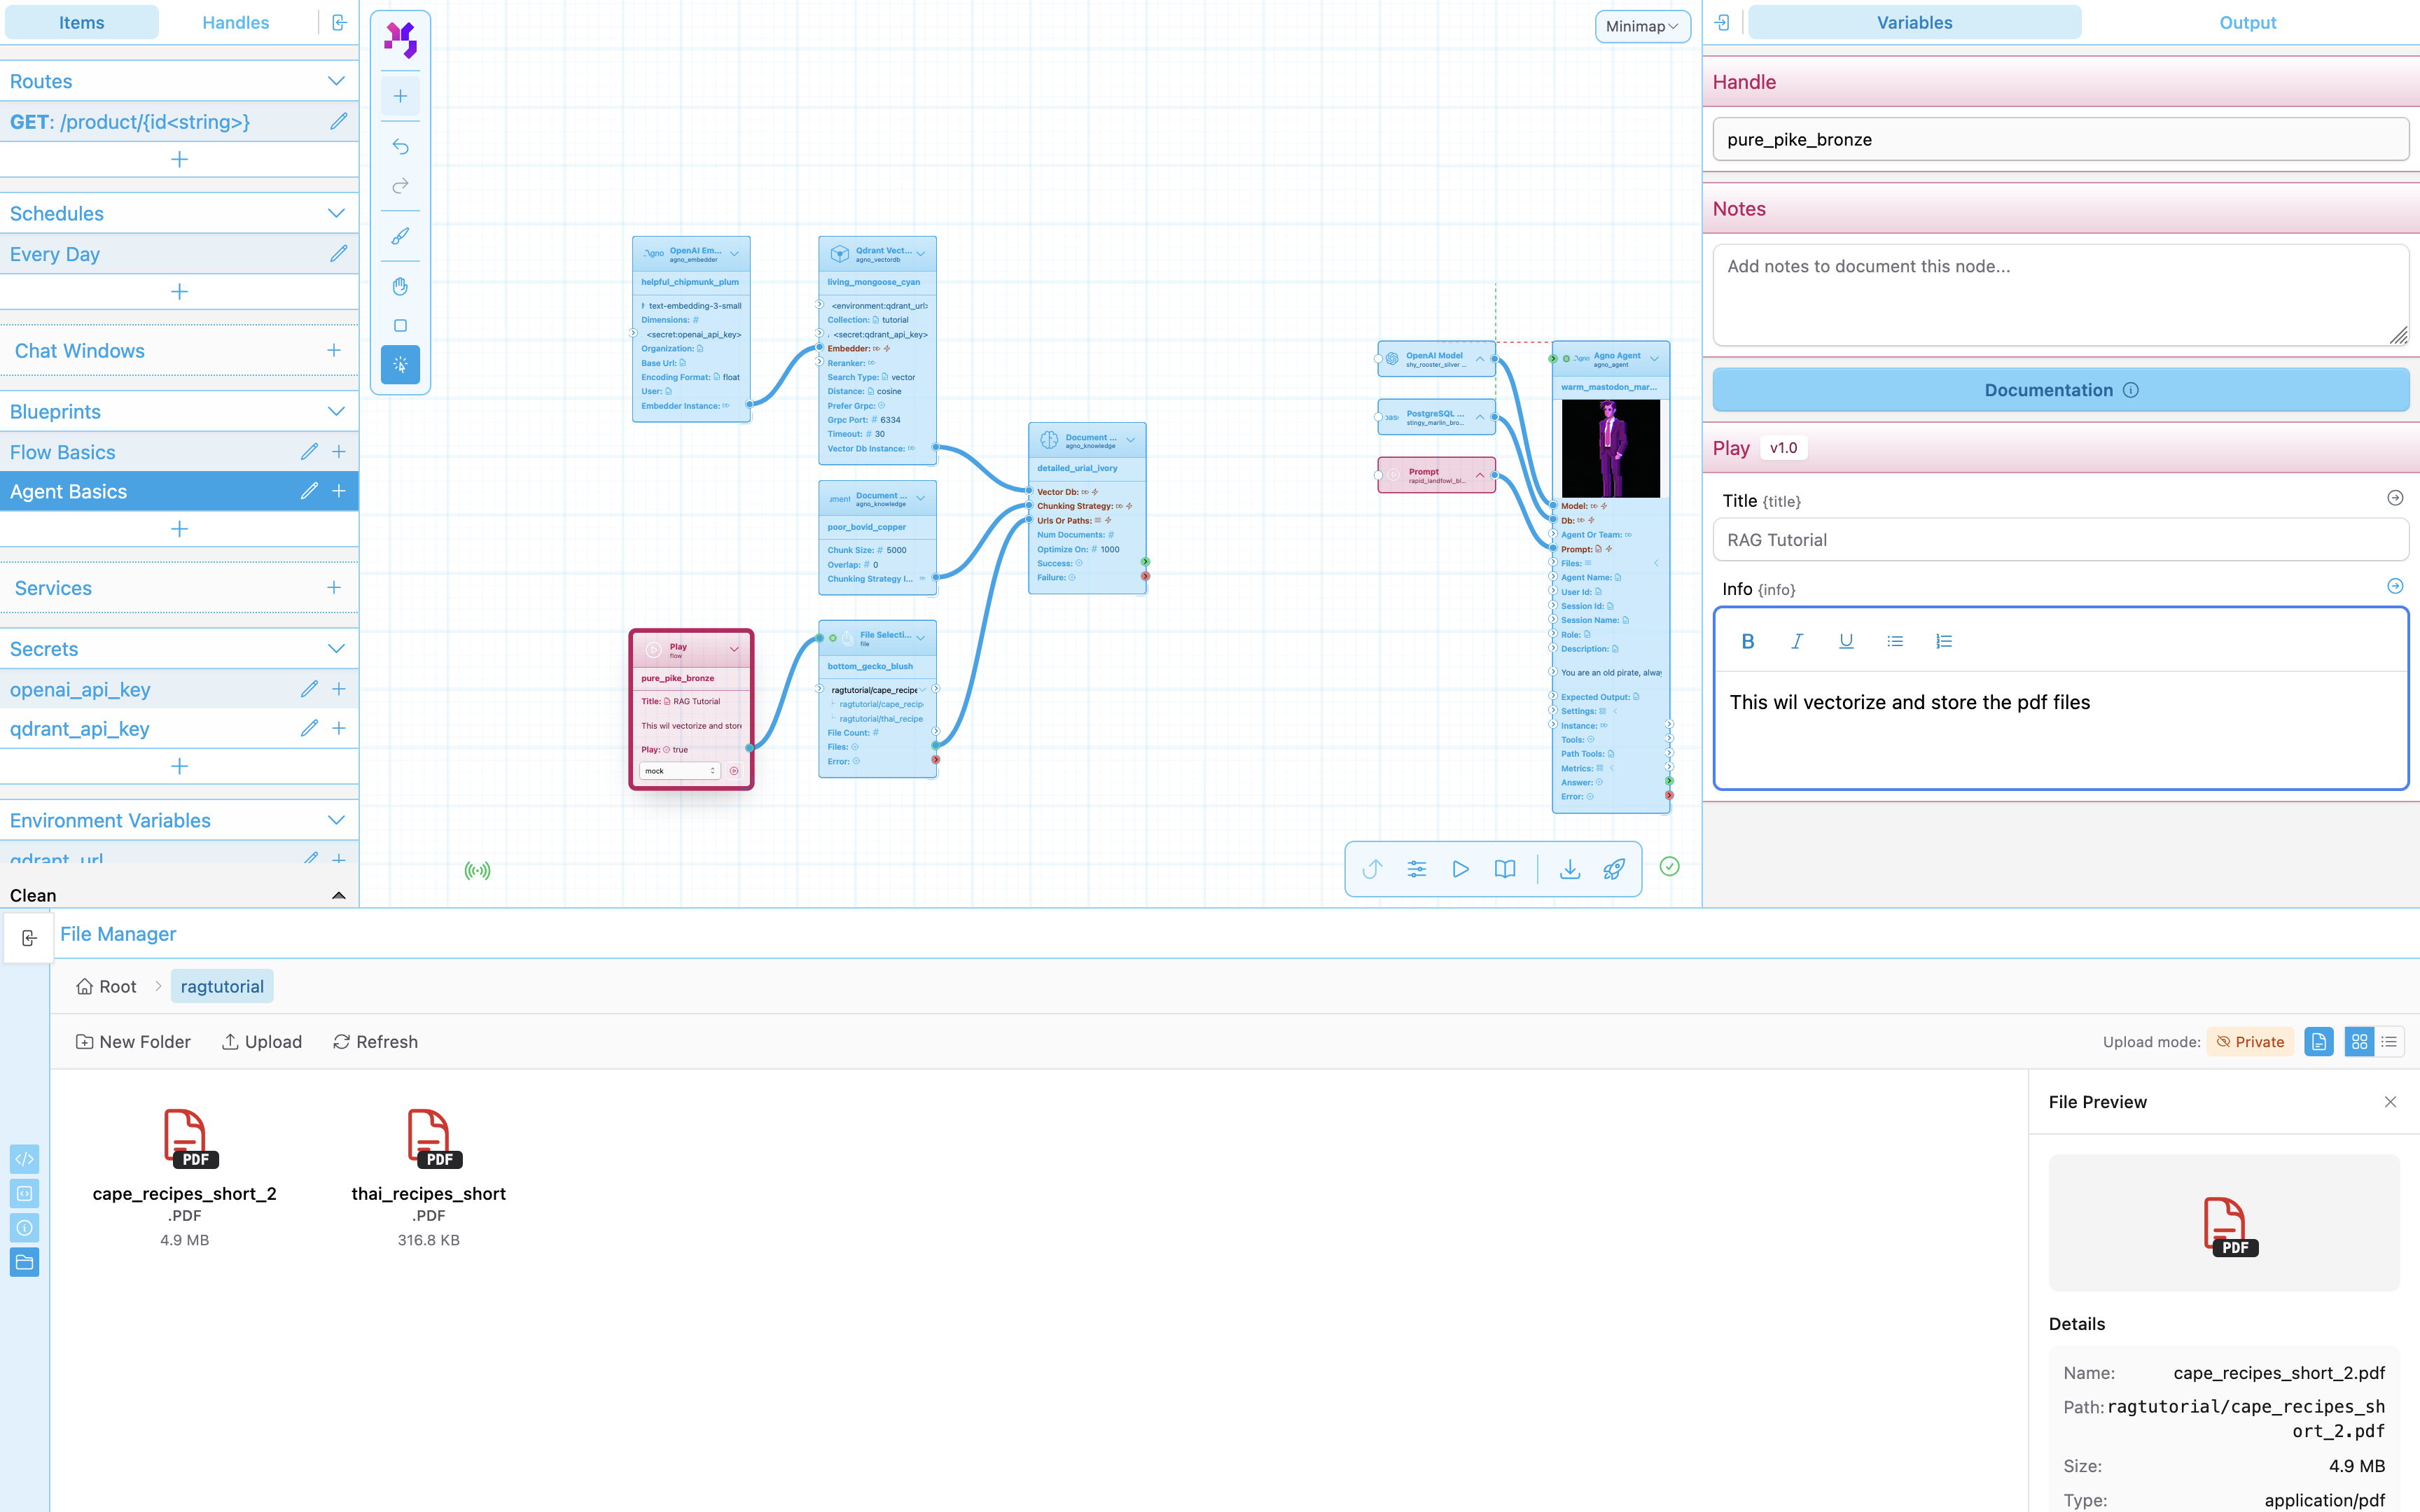 Items
Handles
Routes
GET: /product/{id<string>}
Schedules
Every Day
Chat Windows
Blueprints
Flow Basics
Agent Basics
Services
Secrets
openai_api_key
qdrant_api_key
Environment Variables
qdrant_url
Clean
Minimap
OpenAI Em...
agno_embedder
helpful_chipmunk_plum
text-embedding-3-small
Dimensions: #
<secret:openai_api_key>
Organization:
Base Url:
Encoding Format: float
User:
Embedder Instance:
Qdrant Vect...
agno_vectordb
living_mongoose_cyan
<environment:qdrant_url>
Collection: tutorial
<secret:qdrant_api_key>
Embedder:
Reranker:
Search Type: vector
Distance: cosine
Prefer Grpc:
Grpc Port: # 6334
Timeout: # 30
Vector Db Instance:
Document ...
agno_knowledge
poor_bovid_copper
Chunk Size: # 5000
Overlap: # 0
Chunking Strategy I...
Document ...
agno_knowledge
detailed_urial_ivory
Vector Db:
Chunking Strategy:
Urls Or Paths:
Num Documents: #
Optimize On: # 1000
Success:
Failure:
Play
flow
pure_pike_bronze
Title: RAG Tutorial
This wil vectorize and store
Play: true
mock
File Selecti...
file
bottom_gecko_blush
ragtutorial/cape_recipe
ragtutorial/cape_recip
ragtutorial/thai_recipe
File Count: #
Files:
Error:
OpenAI Model
shy_rooster_silver ...
PostgreSQL ...
stingy_marlin_bro...
Prompt
rapid_landfowl_bl...
Agno Agent
agno_agent
warm_mastodon_mar...
Model:
Db:
Agent Or Team:
Prompt:
Files:
Agent Name:
User Id:
Session Id:
Session Name:
Role:
Description:
You are an old pirate, alway
Expected Output:
Settings:
Instance:
Tools:
Path Tools:
Metrics:
Answer:
Error:
Variables
Output
Handle
pure_pike_bronze
Notes
Add notes to document this node...
Documentation
Play v1.0
Title {title}
RAG Tutorial
Info {info}
B I U
This wil vectorize and store the pdf files
File Manager
Root > ragtutorial
New Folder
Upload
Refresh
Upload mode: Private
PDF
cape_recipes_short_2
.PDF
4.9 MB
PDF
thai_recipes_short
.PDF
316.8 KB
File Preview
PDF
Details
Name: cape_recipes_short_2.pdf
Path: ragtutorial/cape_recipes_sh
ort_2.pdf
Size: 4.9 MB
Type: application/pdf